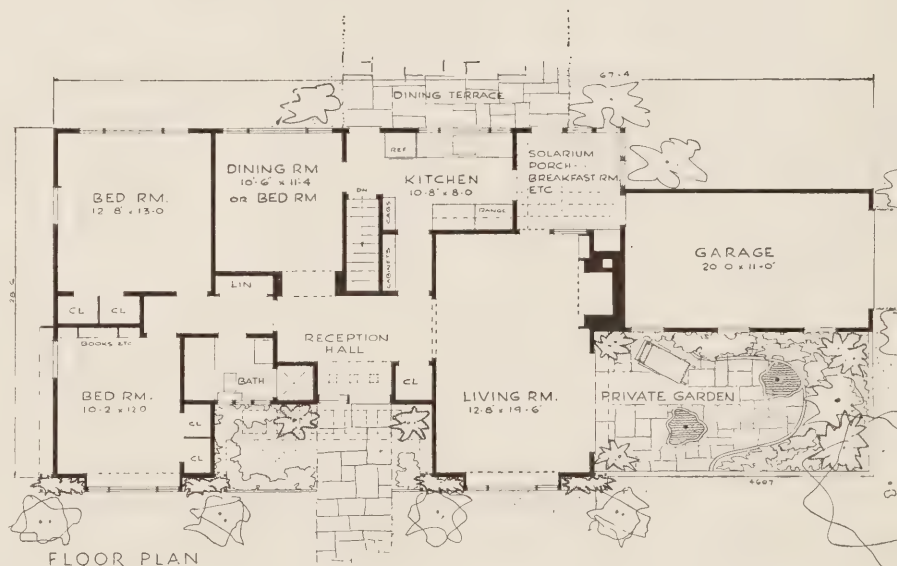 67-4
DINING TERRACE
REF
SOLARIUM
PORCH
BREAKFAST RM.
ETC
DINING RM
10'-6" x 11-4
OR BED RM
KITCHEN
10'-8" x 8-0
BED RM.
12' 8" x 13-0
DN
CABS
RANGE
CABINETS
GARAGE
20 0 x 11-0"
LIN
CL
CL
BOOKS ETC
RECEPTION
HALL
BATH
CL
BED RM.
10-2 x 12 0
CL
CL
LIVING RM.
12-8" x 19-6"
PRIVATE GARDEN
4607
FLOOR PLAN